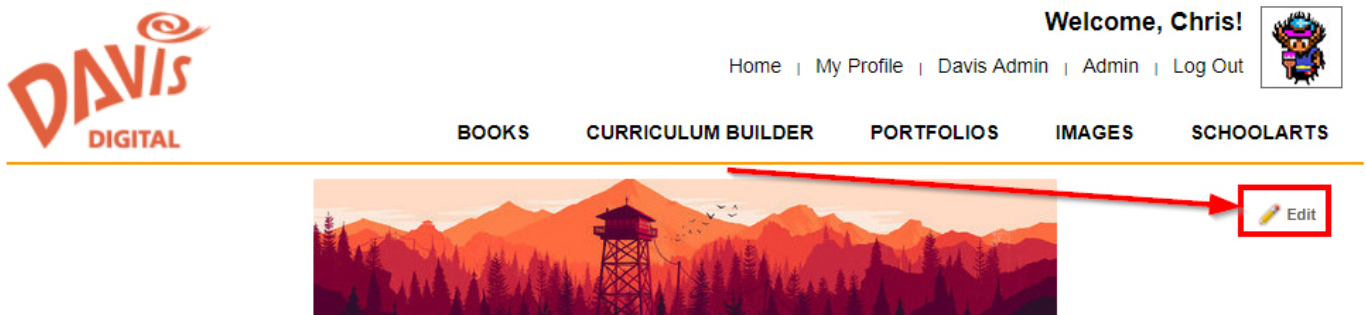 DAVIS
DIGITAL
Welcome, Chris!
Home | My Profile | Davis Admin | Admin | Log Out
BOOKS CURRICULUM BUILDER PORTFOLIOS IMAGES SCHOOLARTS
Edit